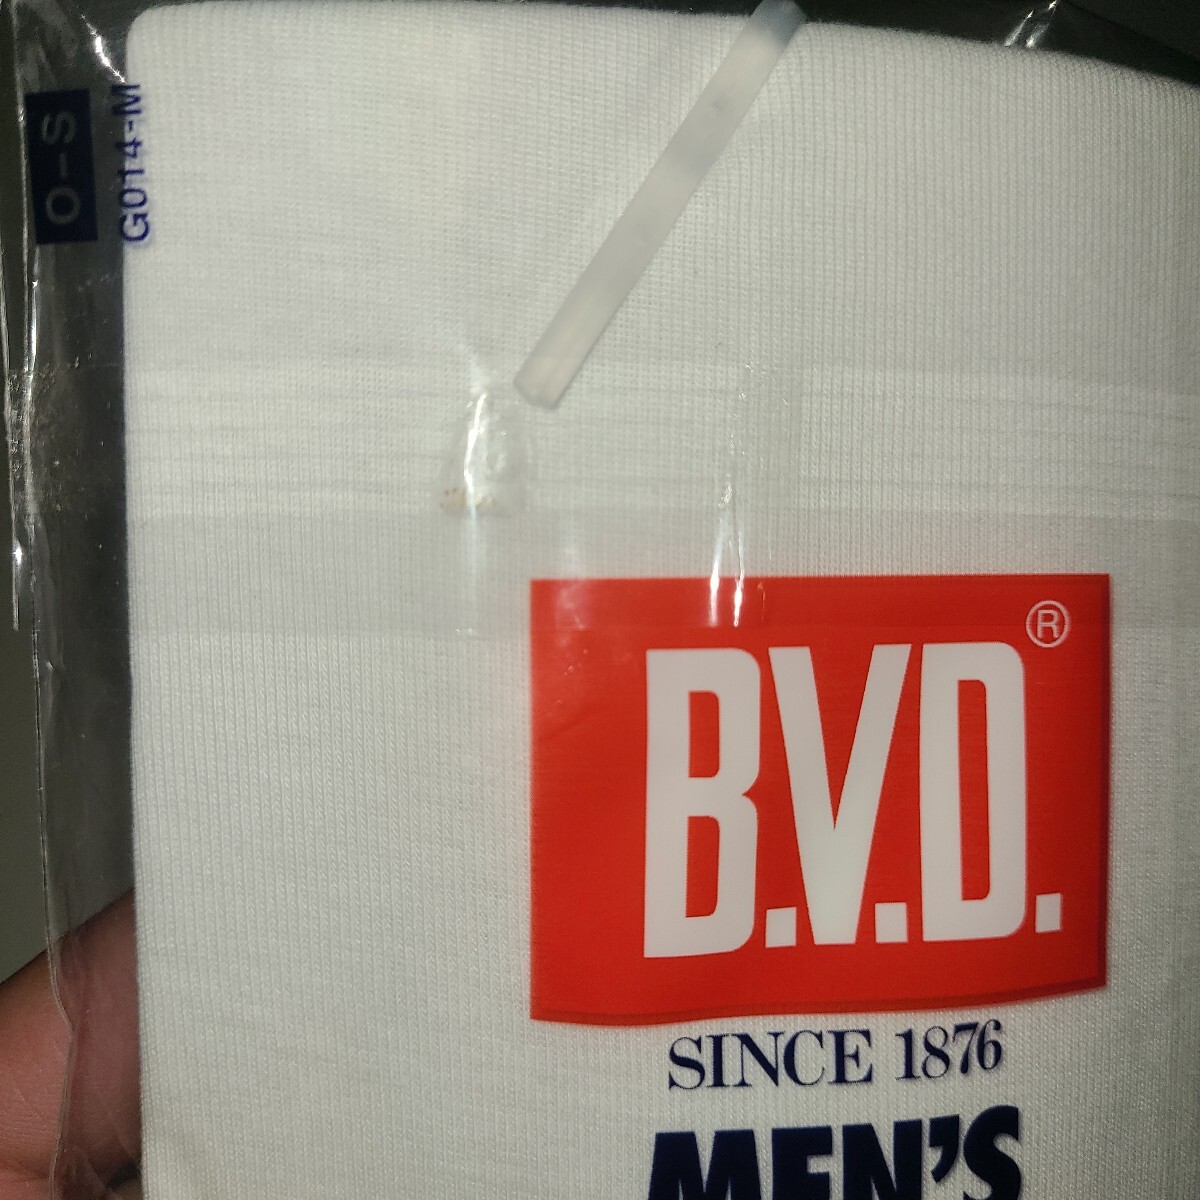 O-S
G014-M
B.V.D.®
SINCE 1876
MEN'S